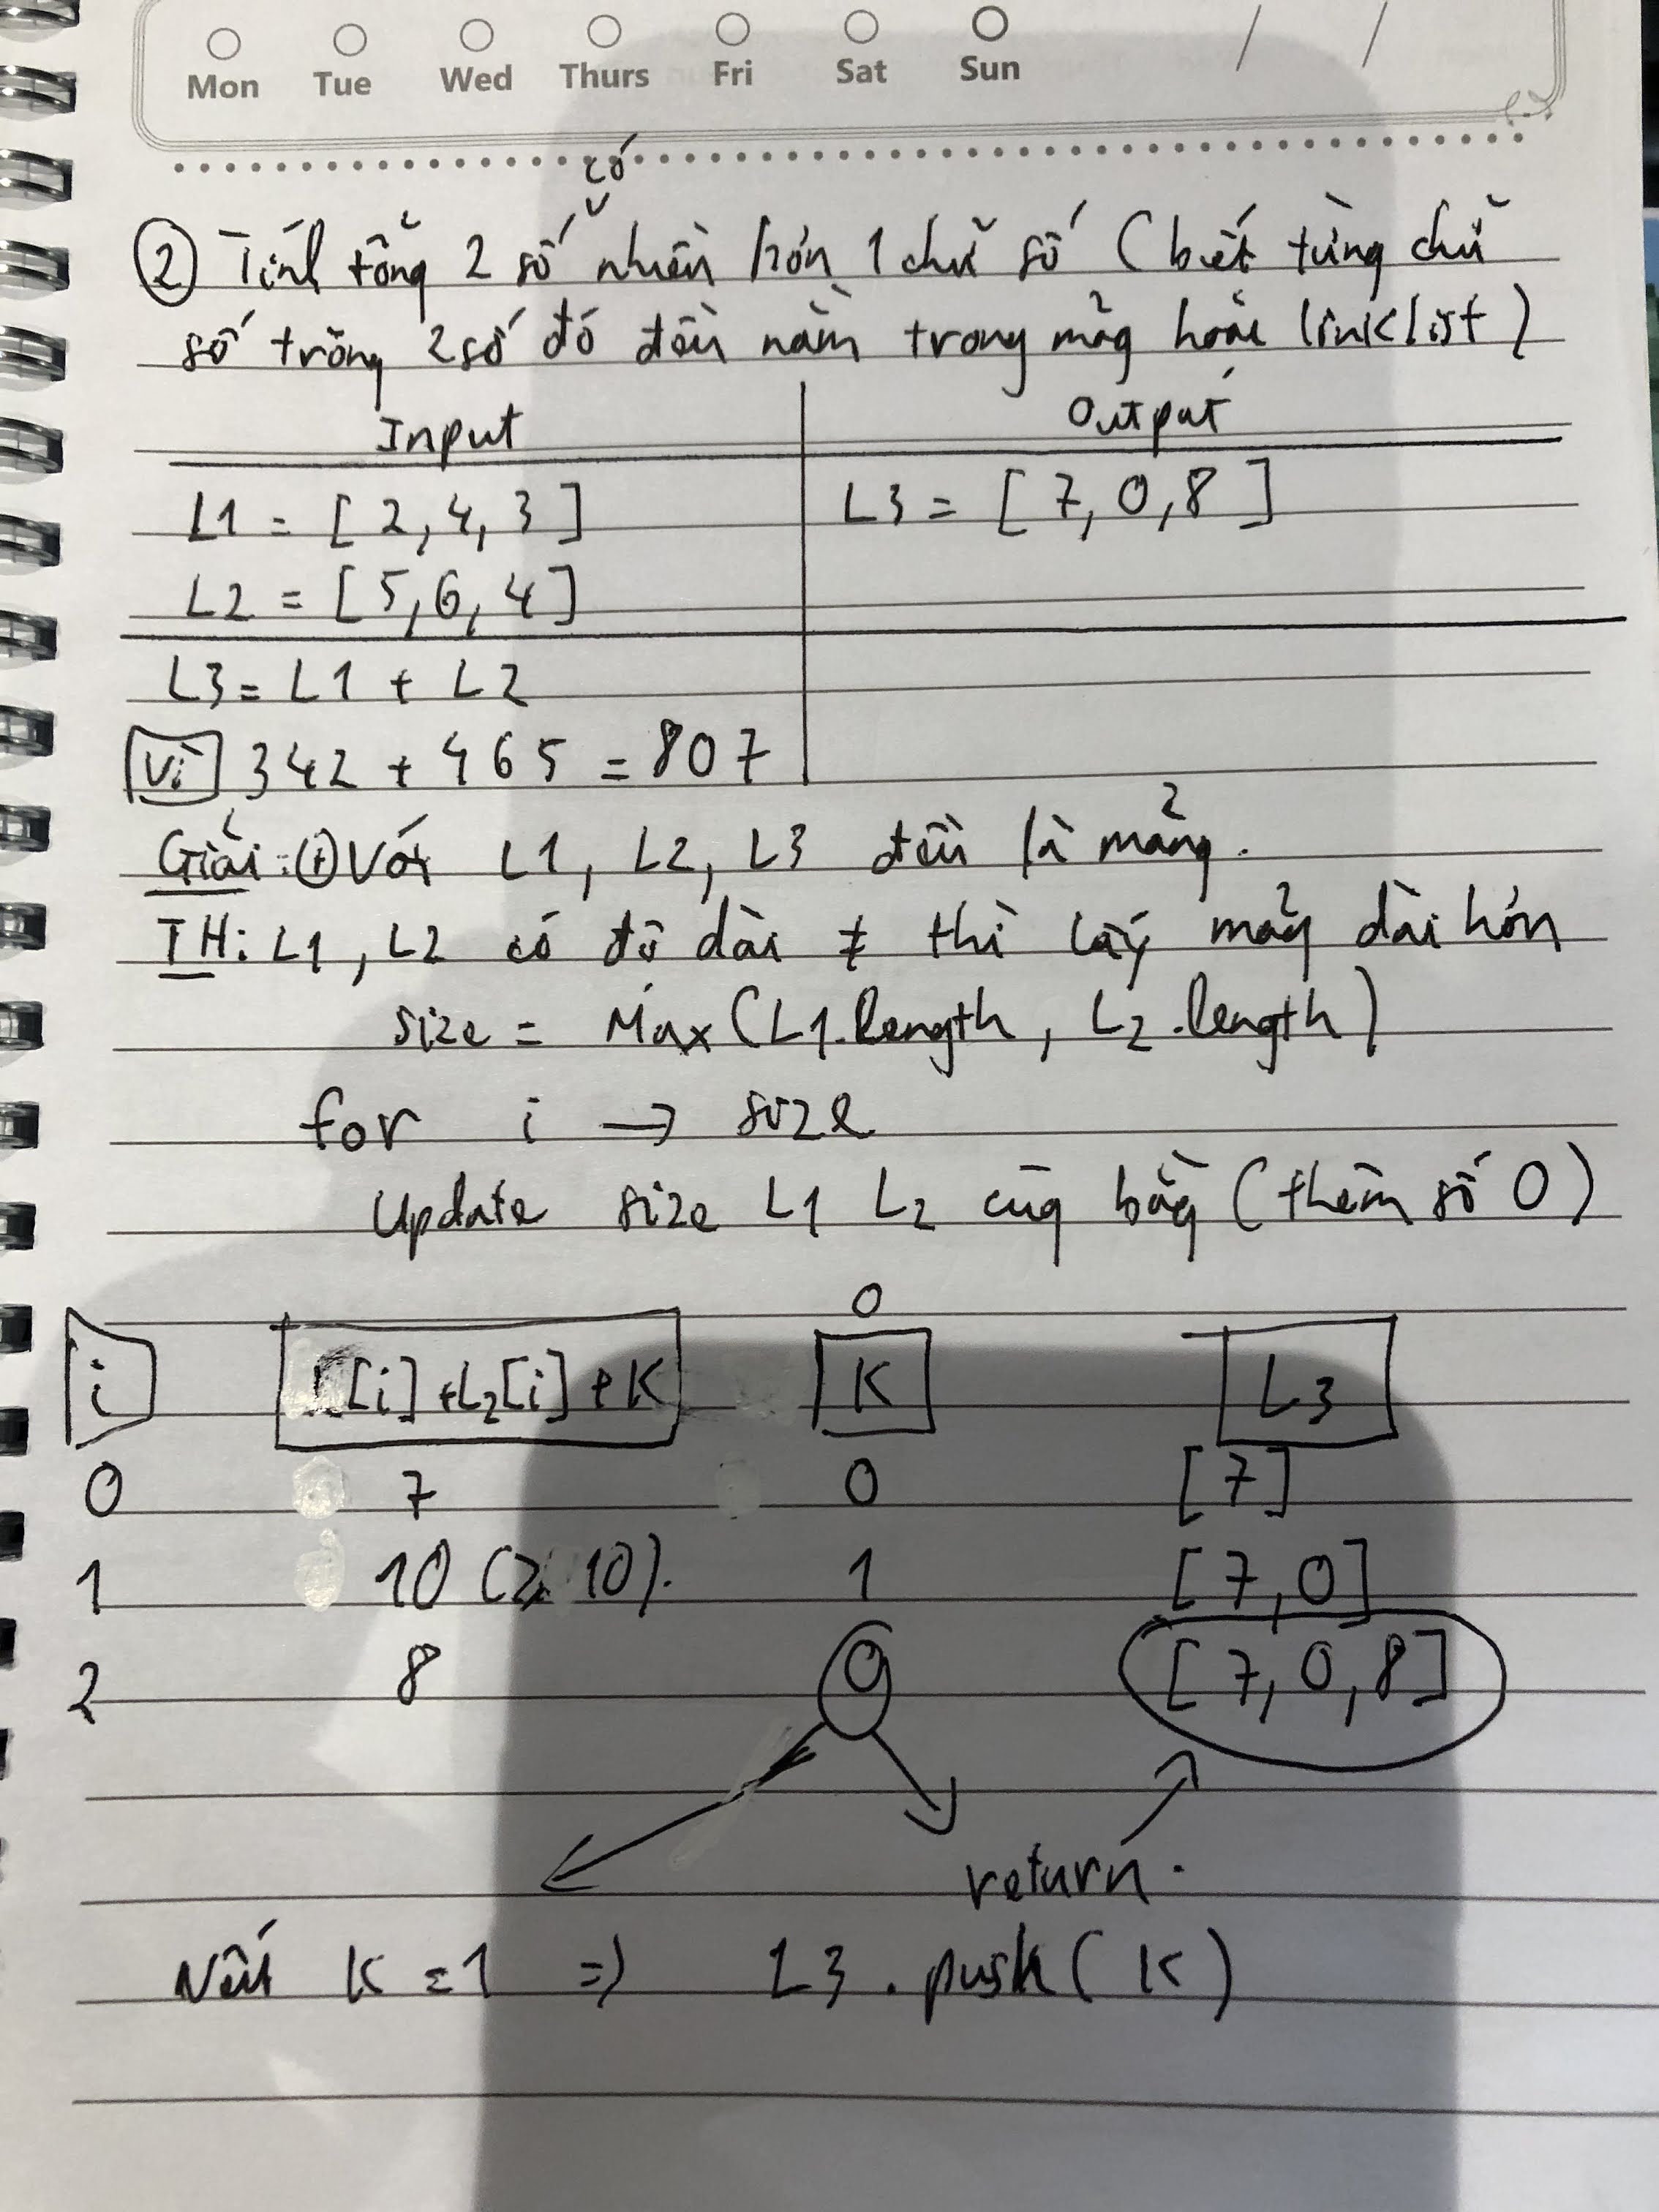 Mon Tue Wed Thurs Fri Sat Sun / /
có
② Tính tổng 2 số nhiều hơn 1 chữ số (biết từng chữ
số trong 2 số đó đều nằm trong mảng hoặc linklist)
Input Output
L1 = [2, 4, 3] L3 = [7, 0, 8]
L2 = [5, 6, 4]
L3 = L1 + L2
Vì 342 + 465 = 807
Giải: ① Với L1, L2, L3 đều là mảng.
TH: L1, L2 có độ dài ≠ thì lấy mảng dài hơn
size = Max(L1.length, L2.length)
for i → size
Update size L1 L2 cùng bằng (thêm số 0)
0
i [i] + L2[i] + K K L3
0 7 0 [7]
1 10 (≥ 10). 1 [7, 0]
2 8 0 [7, 0, 8]
return.
Nếu K = 1 => L3.push(K)